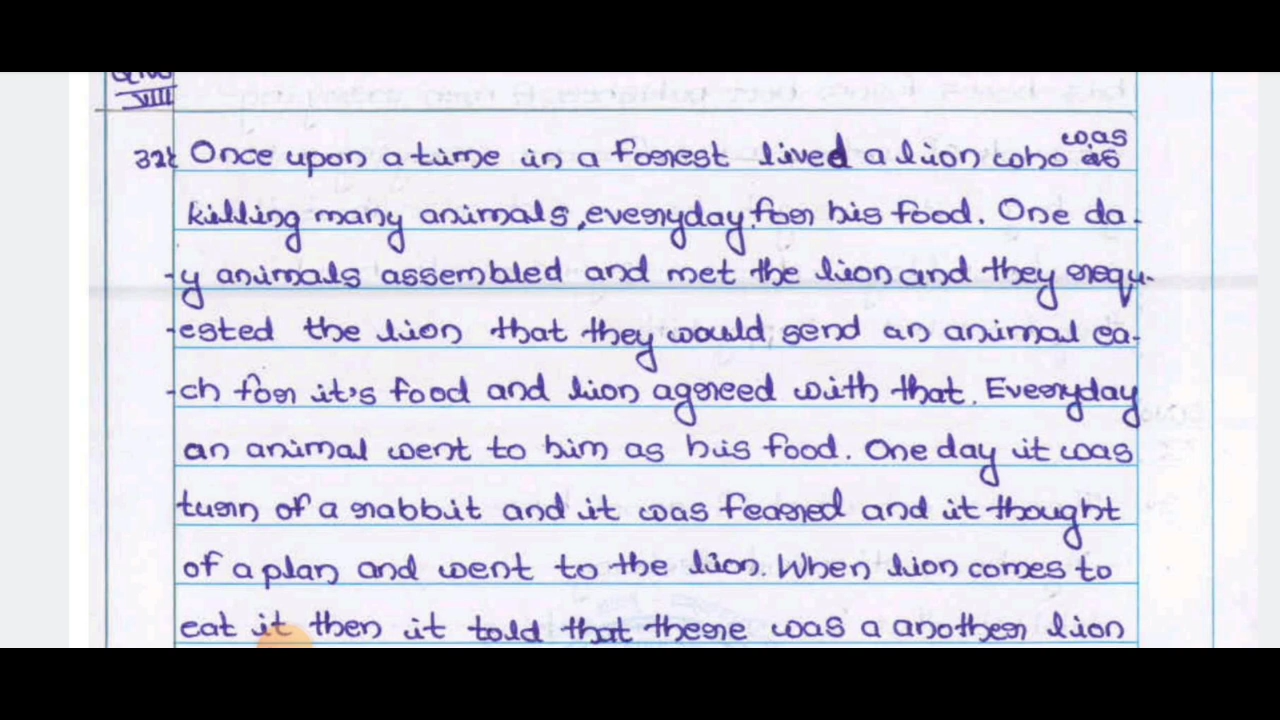 VIII
32. Once upon a time in a forest lived a lion who was
killing many animals, everyday for his food. One da-
-y animals assembled and met the lion and they requ-
-ested the lion that they would send an animal ea-
-ch for it's food and lion agreed with that. Everyday
an animal went to him as his food. One day it was
turn of a rabbit and it was feared and it thought
of a plan and went to the lion. When lion comes to
eat it then it told that there was a another lion